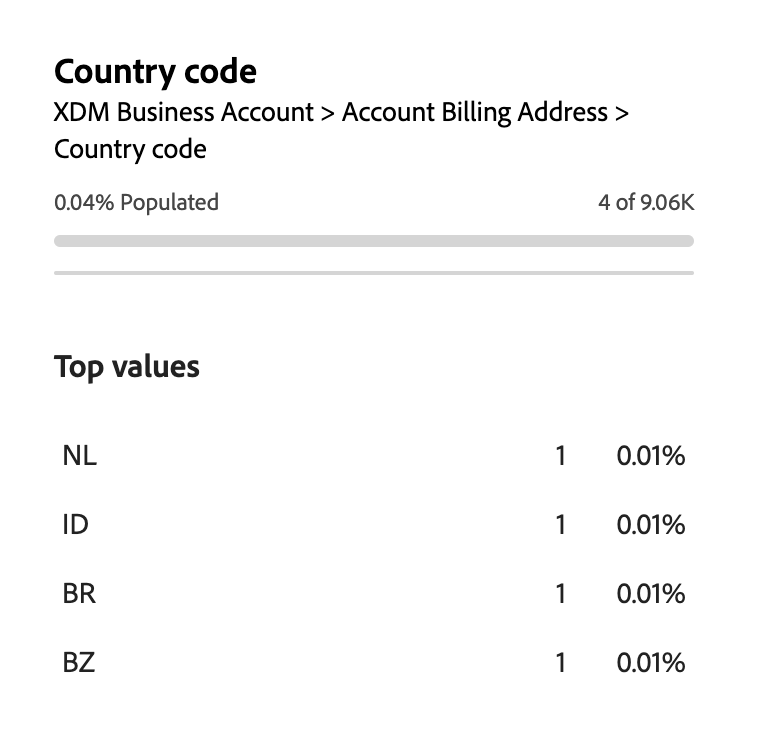 Country code
XDM Business Account > Account Billing Address >
Country code
0.04% Populated 4 of 9.06K
Top values
NL 1 0.01%
ID 1 0.01%
BR 1 0.01%
BZ 1 0.01%